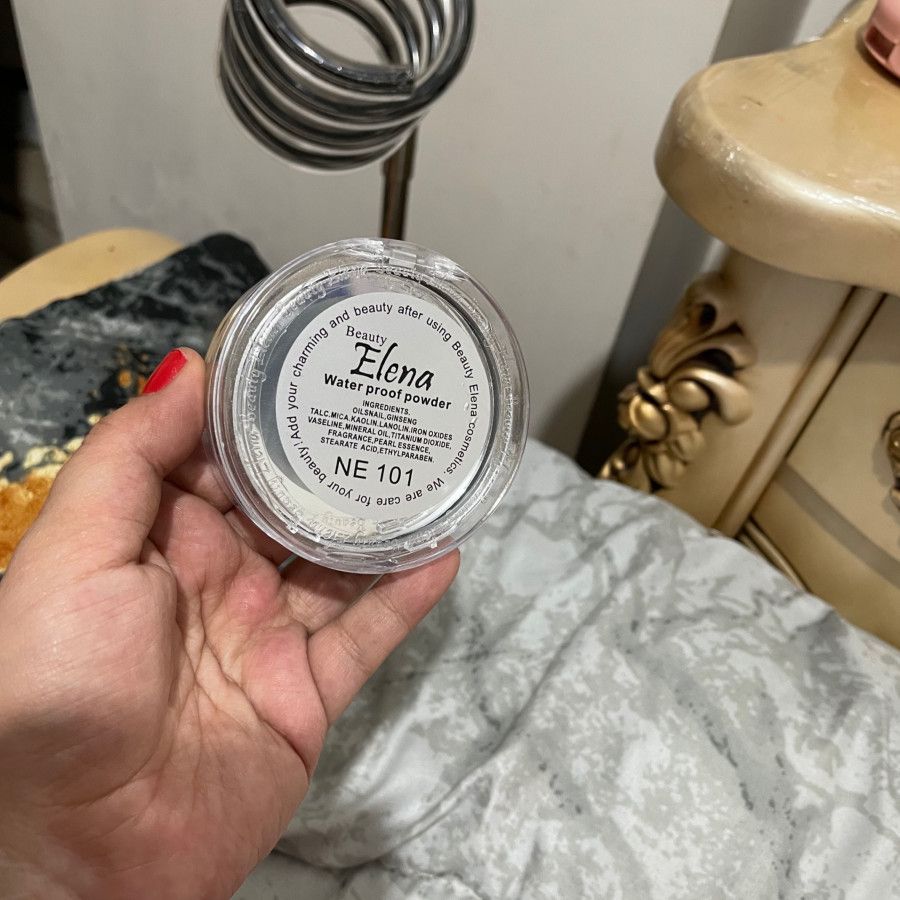 Beauty
Elena
Water proof powder
INGREDIENTS.
OILSNAIL,GINSENG
TALC.MICA,KAOLIN,LANOLIN,IRON OXIDES
VASELINE,MINERAL OIL,TITANIUM DIOXIDE,
FRAGRANCE,PEARL ESSENCE,
STEARATE ACID,ETHYLPARABEN.
NE 101
Add your charming and beauty after using Beauty Elena cosmetics. We are care for your beauty!